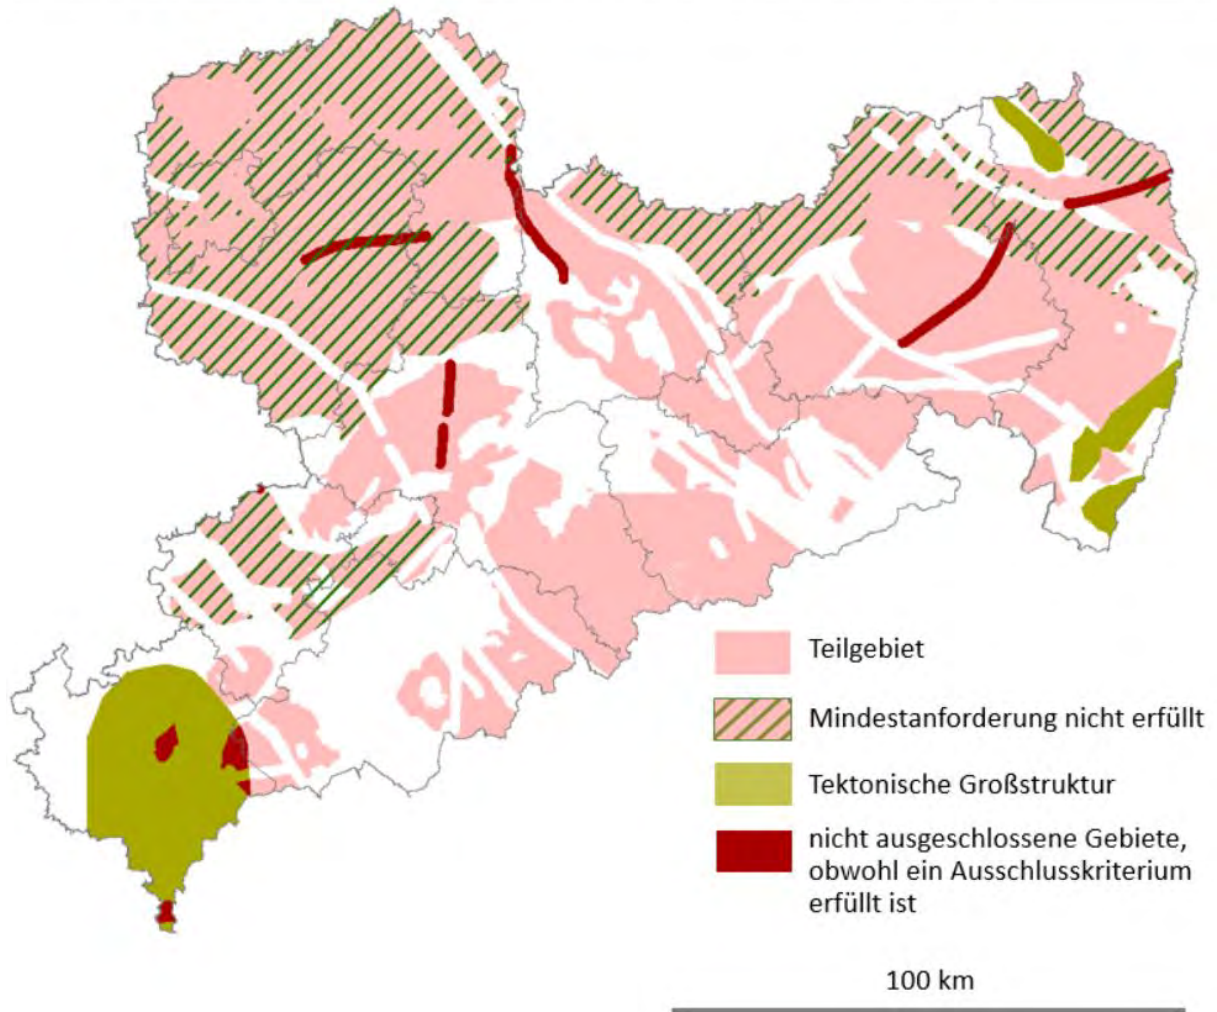 Teilgebiet
Mindestanforderung nicht erfüllt
Tektonische Großstruktur
nicht ausgeschlossene Gebiete,
obwohl ein Ausschlusskriterium
erfüllt ist
100 km